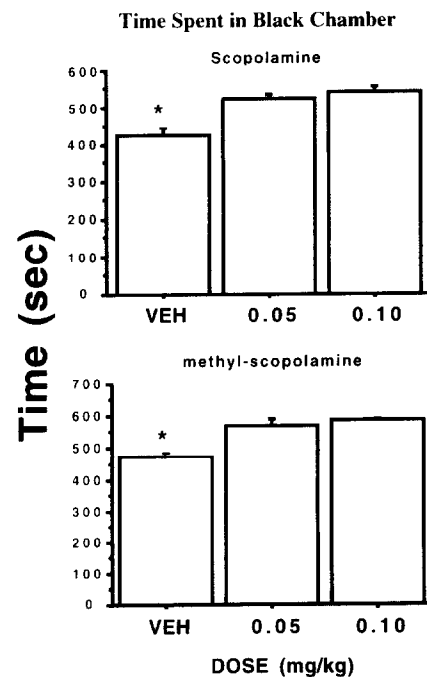 Time Spent in Black Chamber
Scopolamine
600
500
400
300
200
100
0
*
VEH 0.05 0.10
Time (sec)
methyl-scopolamine
700
600
500
400
300
200
100
0
*
VEH 0.05 0.10
DOSE (mg/kg)